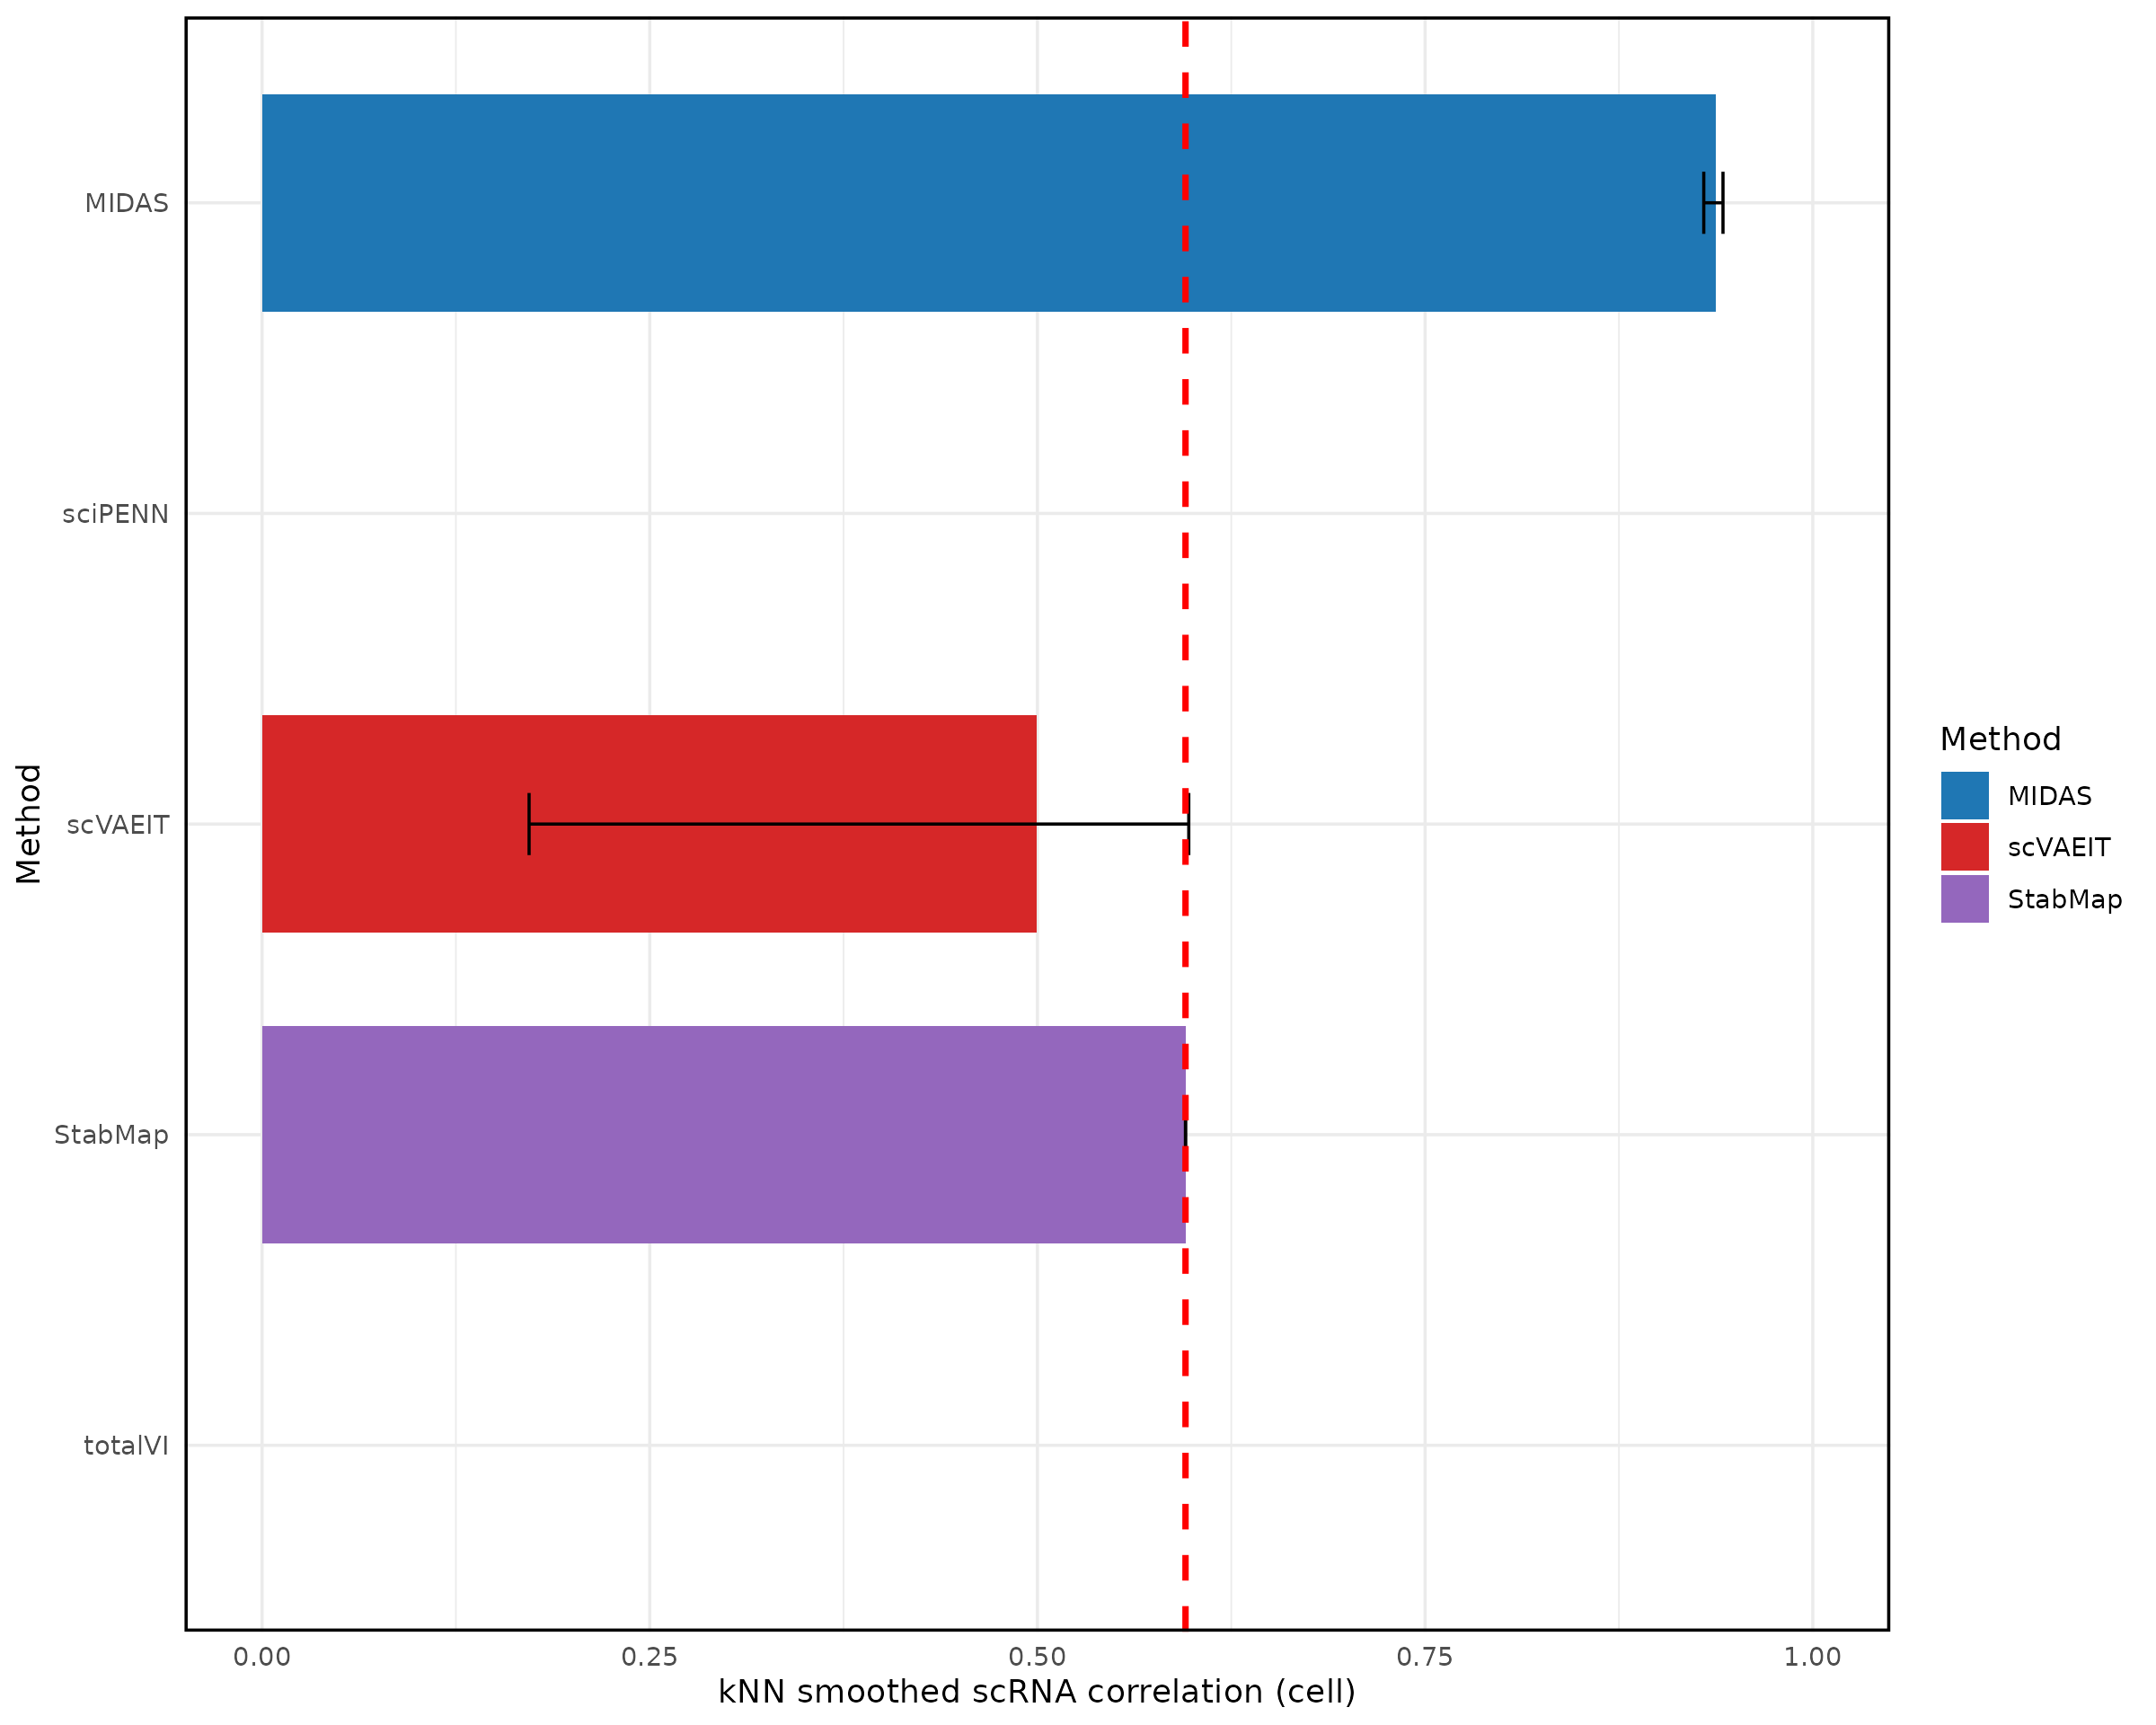 Method
MIDAS
sciPENN
scVAEIT
StabMap
totalVI
0.00
0.25
0.50
0.75
1.00
kNN smoothed scRNA correlation (cell)
Method
MIDAS
scVAEIT
StabMap